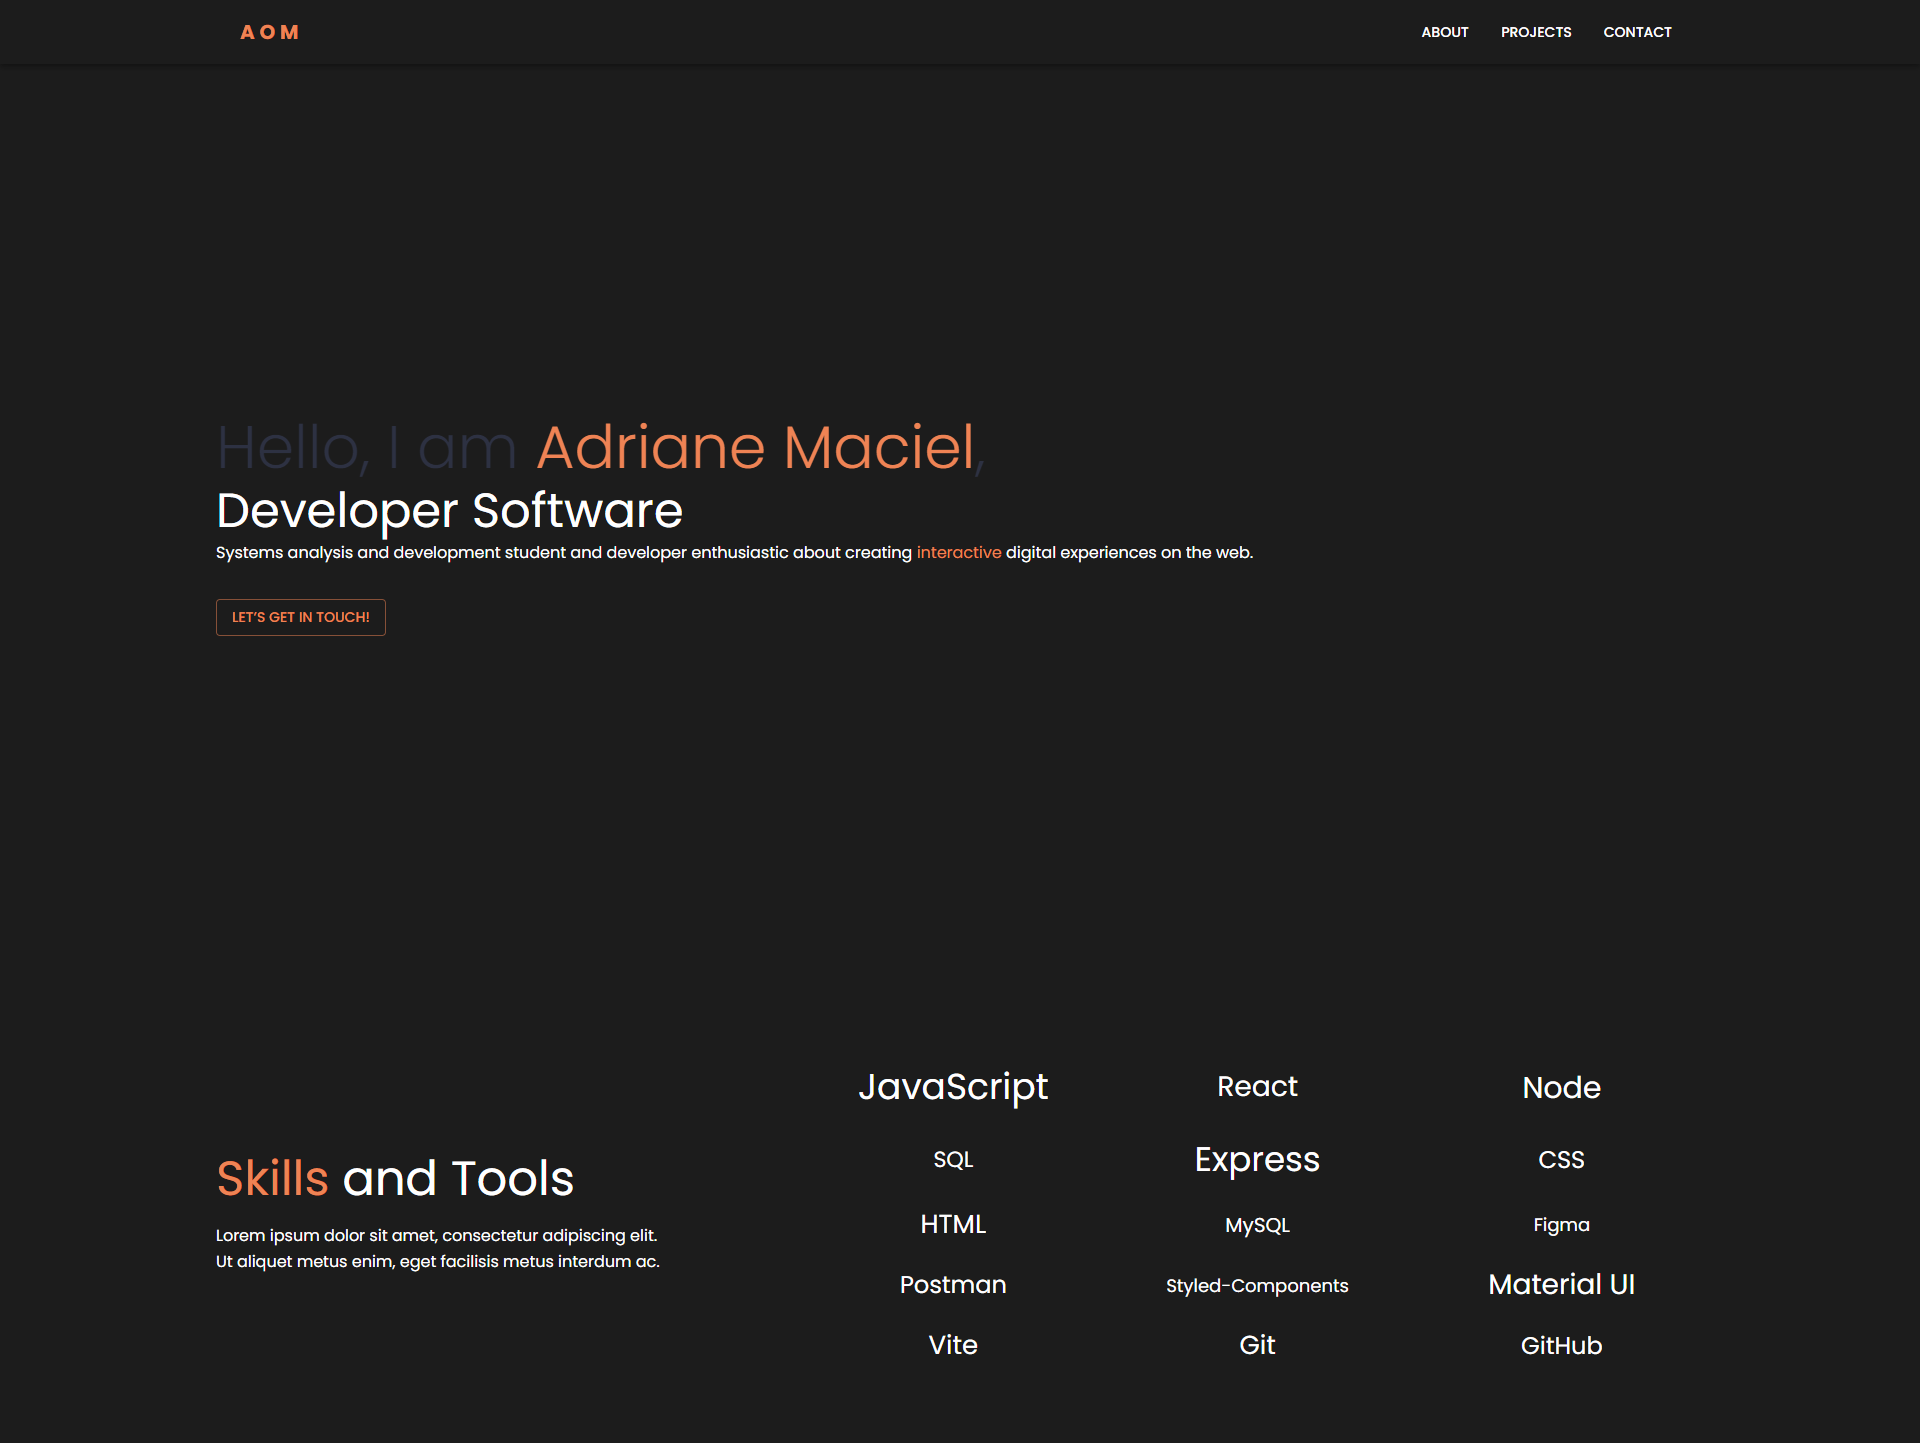 AOM
ABOUT PROJECTS CONTACT
Hello, I am Adriane Maciel,
Developer Software
Systems analysis and development student and developer enthusiastic about creating interactive digital experiences on the web.
LET’S GET IN TOUCH!
Skills and Tools
Lorem ipsum dolor sit amet, consectetur adipiscing elit.
Ut aliquet metus enim, eget facilisis metus interdum ac.
JavaScript React Node
SQL Express CSS
HTML MySQL Figma
Postman Styled-Components Material UI
Vite Git GitHub